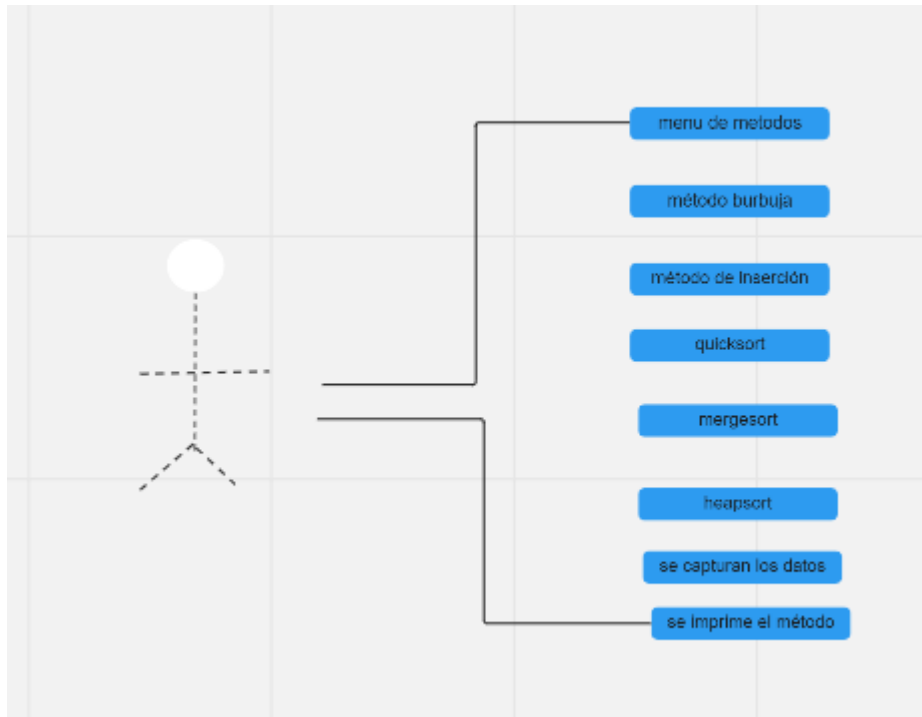 menu de metodos
método burbuja
método de inserción
quicksort
mergesort
heapsort
se capturan los datos
se imprime el método